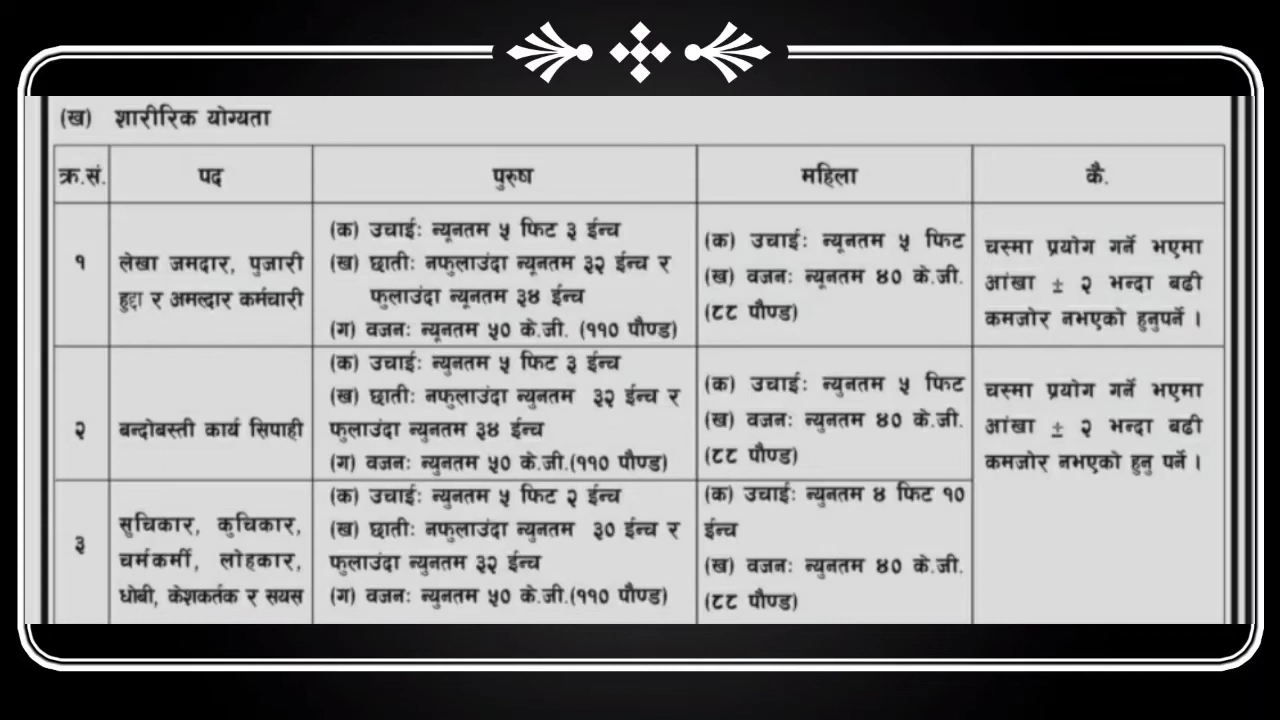 (ख) शारीरिक योग्यता
क्र.सं. पद पुरुष महिला कै.
१
लेखा जमदार, पुजारी
हुद्दा र अमल्दार कर्मचारी
(क) उचाईः न्यूनतम ५ फिट ३ ईन्च
(ख) छातीः नफुलाउंदा न्यूनतम ३२ ईन्च र
फुलाउंदा न्यूनतम ३४ ईन्च
(ग) वजनः न्यूनतम ५० के.जी. (११० पौण्ड)
(क) उचाईः न्यूनतम ५ फिट
(ख) वजनः न्यूनतम ४० के.जी.
(८८ पौण्ड)
चस्मा प्रयोग गर्ने भएमा
आंखा ± २ भन्दा बढी
कमजोर नभएको हुनुपर्ने ।
२
बन्दोबस्ती कार्य सिपाही
(क) उचाईः न्युनतम ५ फिट ३ ईन्च
(ख) छातीः नफुलाउंदा न्युनतम ३२ ईन्च र
फुलाउंदा न्युनतम ३४ ईन्च
(ग) वजनः न्युनतम ५० के.जी.(११० पौण्ड)
(क) उचाईः न्युनतम ५ फिट
(ख) वजनः न्युनतम ४० के.जी.
(८८ पौण्ड)
चस्मा प्रयोग गर्ने भएमा
आंखा ± २ भन्दा बढी
कमजोर नभएको हुनु पर्ने ।
३
सुचिकार, कुचिकार,
चर्मकर्मी, लोहकार,
धोबी, केशकर्तक र सयस
(क) उचाईः न्युनतम ५ फिट २ ईन्च
(ख) छातीः नफुलाउंदा न्युनतम ३० ईन्च र
फुलाउंदा न्युनतम ३२ ईन्च
(ग) वजनः न्युनतम ५० के.जी.(११० पौण्ड)
(क) उचाईः न्युनतम ४ फिट १०
ईन्च
(ख) वजनः न्युनतम ४० के.जी.
(८८ पौण्ड)